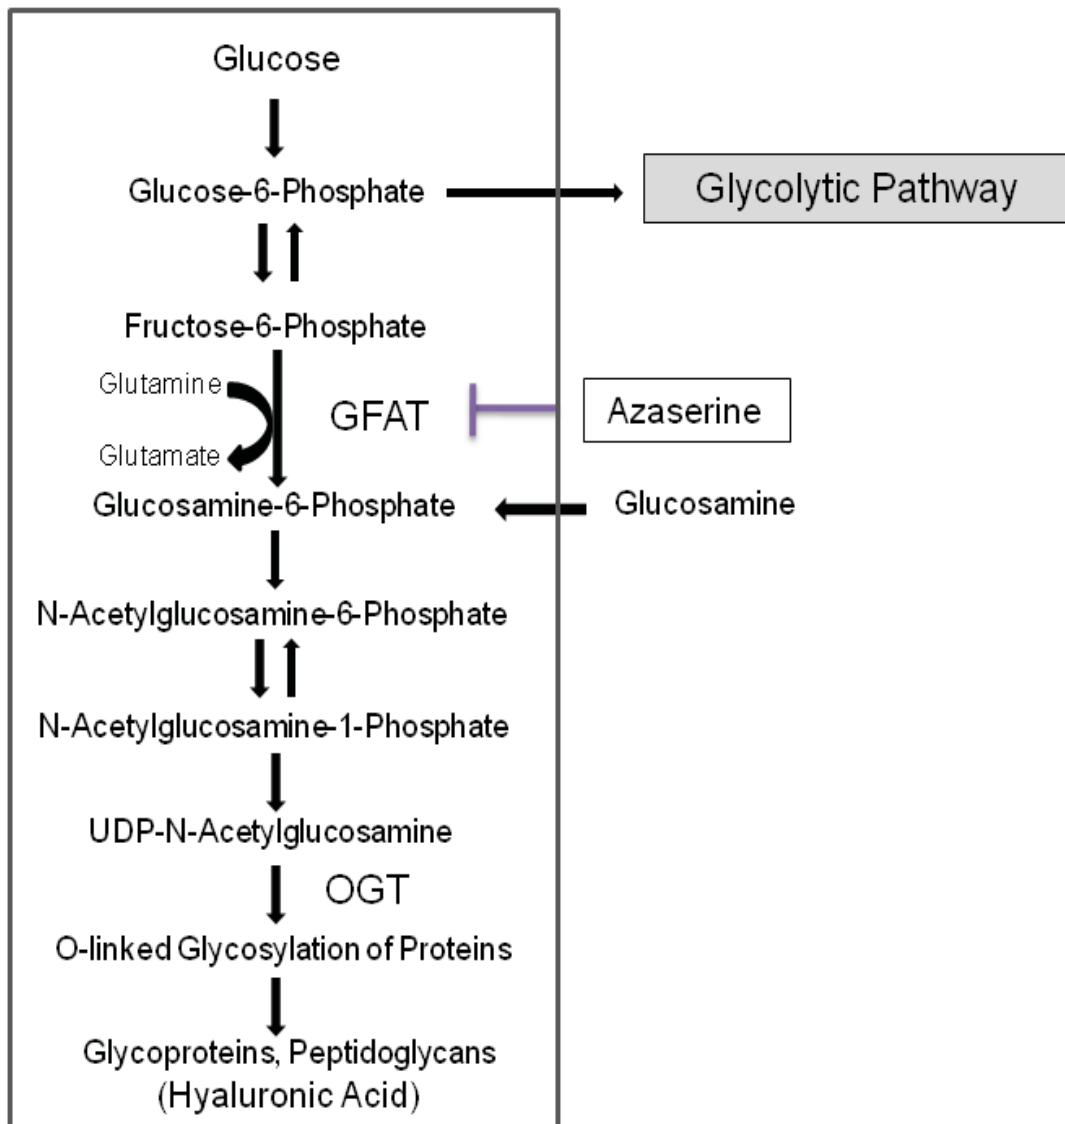 Glucose
Glucose-6-Phosphate
Glycolytic Pathway
Fructose-6-Phosphate
Glutamine
GFAT
Azaserine
Glutamate
Glucosamine-6-Phosphate
Glucosamine
N-Acetylglucosamine-6-Phosphate
N-Acetylglucosamine-1-Phosphate
UDP-N-Acetylglucosamine
OGT
O-linked Glycosylation of Proteins
Glycoproteins, Peptidoglycans
(Hyaluronic Acid)